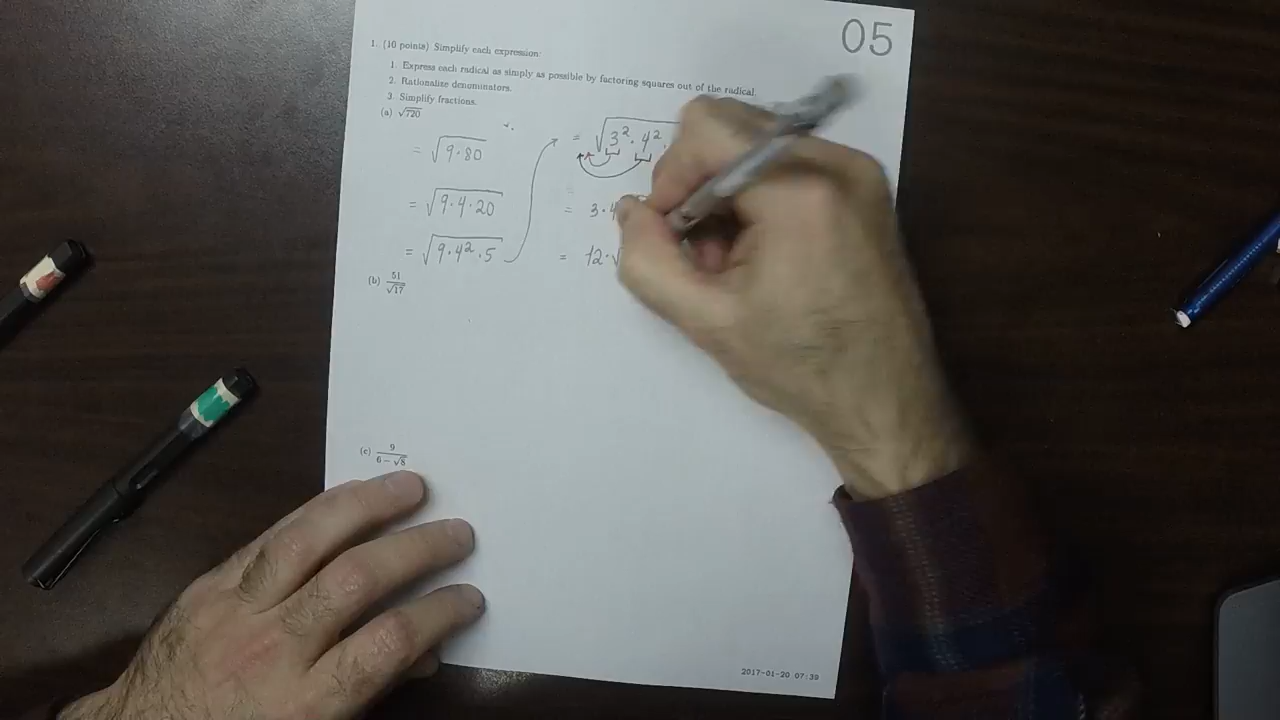 05
1. (10 points) Simplify each expression:
1. Express each radical as simply as possible by factoring squares out of the radical.
2. Rationalize denominators.
3. Simplify fractions.
(a) √720
= √9·80
= √9·4·20
= √9·4²·5
= √3²·4².
= 3·4
= 12·√
(b) 51/√17
(c) 9/(6 − √8)
2017-01-20 07:39